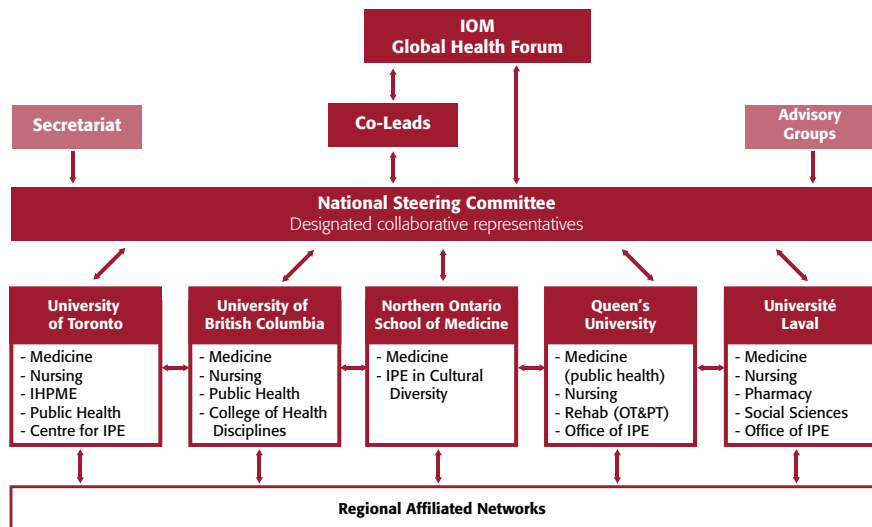 IOM
Global Health Forum
Secretariat
Co-Leads
Advisory
Groups
National Steering Committee
Designated collaborative representatives
University
of Toronto
- Medicine
- Nursing
- IHPME
- Public Health
- Centre for IPE
University of
British Columbia
- Medicine
- Nursing
- Public Health
- College of Health
Disciplines
Northern Ontario
School of Medicine
- Medicine
- IPE in Cultural
Diversity
Queen's
University
- Medicine
(public health)
- Nursing
- Rehab (OT&PT)
- Office of IPE
Université
Laval
- Medicine
- Nursing
- Pharmacy
- Social Sciences
- Office of IPE
Regional Affiliated Networks